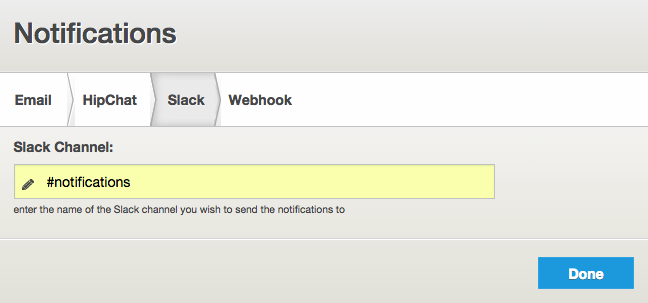 Notifications
Email HipChat Slack Webhook
Slack Channel:
#notifications
enter the name of the Slack channel you wish to send the notifications to
Done